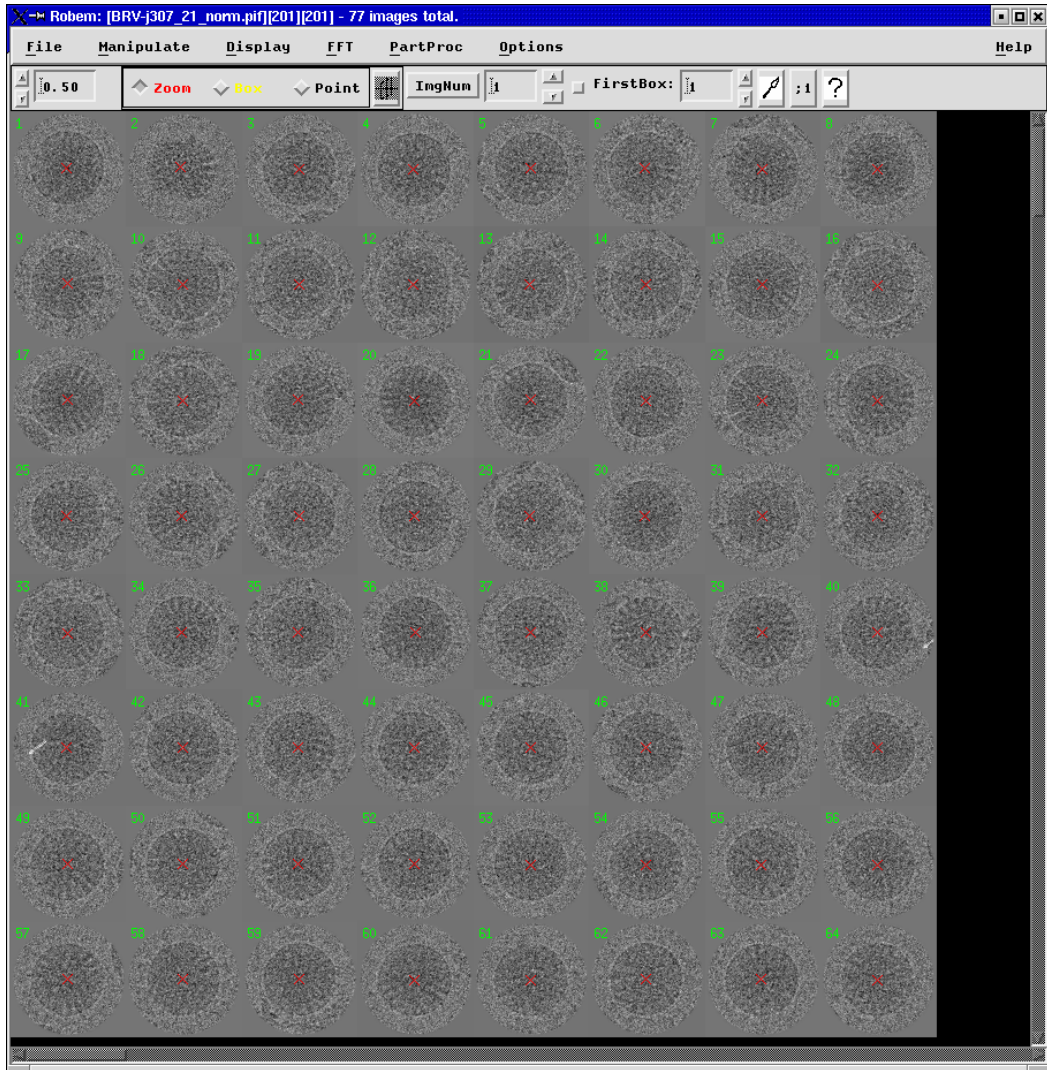 Robem: [BRV-j307_21_norm.pif][201][201] - 77 images total.
File Manipulate Display FFT PartProc Options Help
0.50 Zoom Box Point ImgNum 1 FirstBox: 1 ;1 ?
1 2 3 4 5 6 7 8
9 10 11 12 13 14 15 16
17 18 19 20 21 22 23 24
25 26 27 28 29 30 31 32
33 34 35 36 37 38 39 40
41 42 43 44 45 46 47 48
49 50 51 52 53 54 55 56
57 58 59 60 61 62 63 64